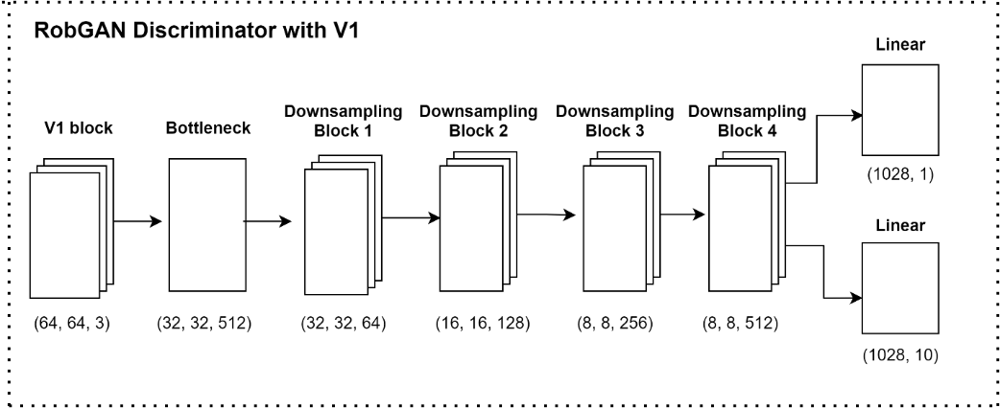 RobGAN Discriminator with V1
V1 block
Bottleneck
Downsampling
Block 1
Downsampling
Block 2
Downsampling
Block 3
Downsampling
Block 4
Linear
(1028, 1)
Linear
(1028, 10)
(64, 64, 3)
(32, 32, 512)
(32, 32, 64)
(16, 16, 128)
(8, 8, 256)
(8, 8, 512)